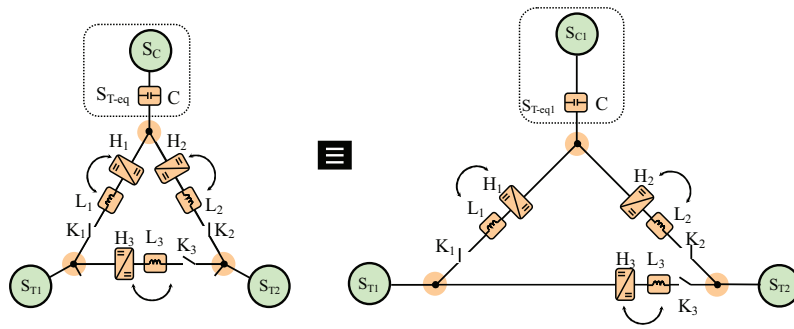 S_C
S_T-eq C
H_1 H_2
L_1 L_2
K_1 K_2
H_3 L_3 K_3
S_T1 S_T2
S_C1
S_T-eq1 C
H_1 H_2
L_1 L_2
K_1 K_2
H_3 L_3
K_3
S_T1 S_T2